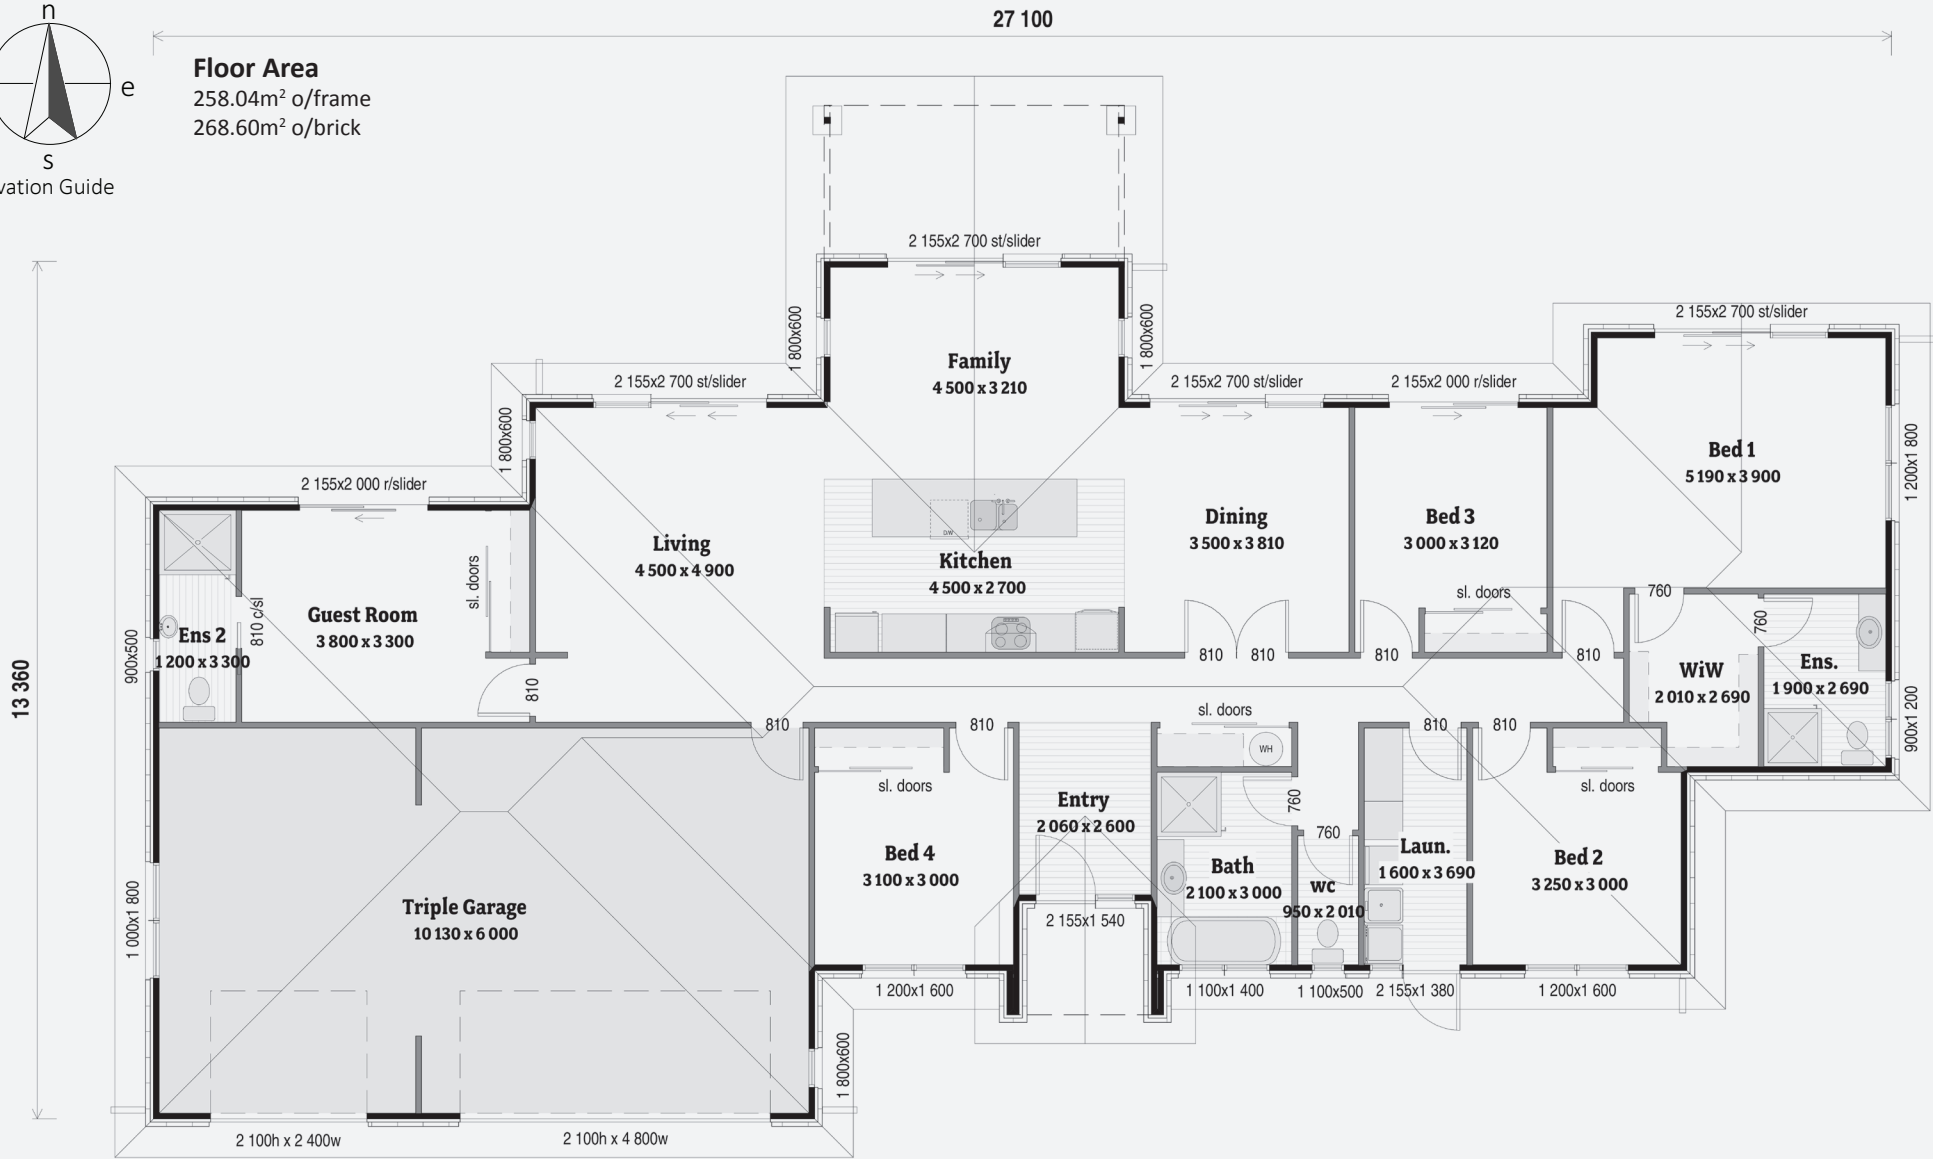 n
27 100
e
Floor Area
258.04m² o/frame
268.60m² o/brick
s
vation Guide
2 155x2 700 st/slider
1 800x600
1 800x600
Family
4 500 x 3 210
2 155x2 700 st/slider
2 155x2 700 st/slider
2 155x2 700 st/slider
2 155x2 000 r/slider
1 800x600
2 155x2 000 r/slider
Bed 1
5 190 x 3 900
1 200x1 800
Living
4 500 x 4 900
D/W
Kitchen
4 500 x 2 700
Dining
3 500 x 3 810
Bed 3
3 000 x 3 120
sl. doors
sl. doors
Guest Room
3 800 x 3 300
810 c/sl
Ens 2
1 200 x 3 300
900x500
13 360
810
810
810
810
810
760
760
WiW
2 010 x 2 690
Ens.
1 900 x 2 690
900x1 200
810
810
sl. doors
WH
810
810
sl. doors
sl. doors
Entry
2 060 x 2 600
760
760
Bed 4
3 100 x 3 000
Bath
2 100 x 3 000
wc
950 x 2 010
Laun.
1 600 x 3 690
Bed 2
3 250 x 3 000
Triple Garage
10 130 x 6 000
1 000x1 800
2 155x1 540
1 200x1 600
1 100x1 400
1 100x500
2 155x1 380
1 200x1 600
1 800x600
2 100h x 2 400w
2 100h x 4 800w